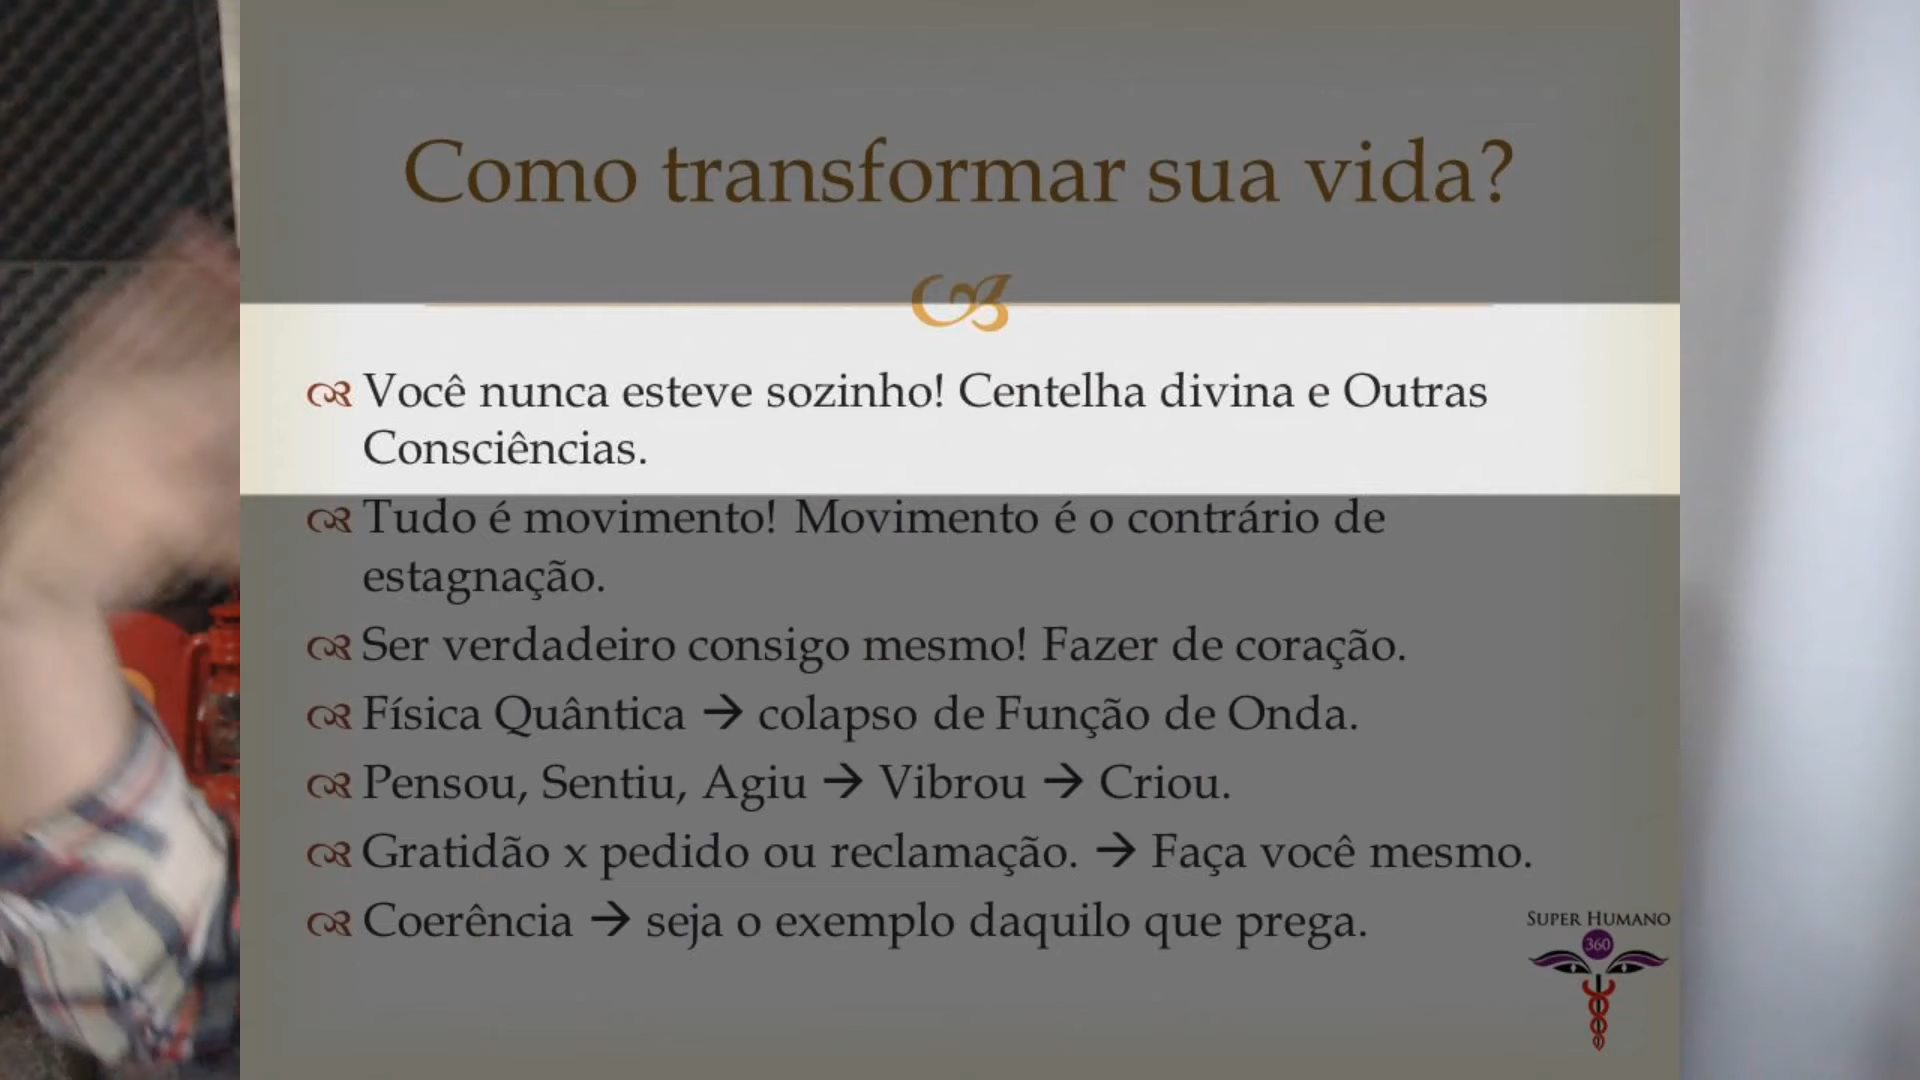 Como transformar sua vida?
Você nunca esteve sozinho! Centelha divina e Outras
Consciências.
Tudo é movimento! Movimento é o contrário de
estagnação.
Ser verdadeiro consigo mesmo! Fazer de coração.
Física Quântica → colapso de Função de Onda.
Pensou, Sentiu, Agiu → Vibrou → Criou.
Gratidão x pedido ou reclamação. → Faça você mesmo.
Coerência → seja o exemplo daquilo que prega.
SUPER HUMANO
360